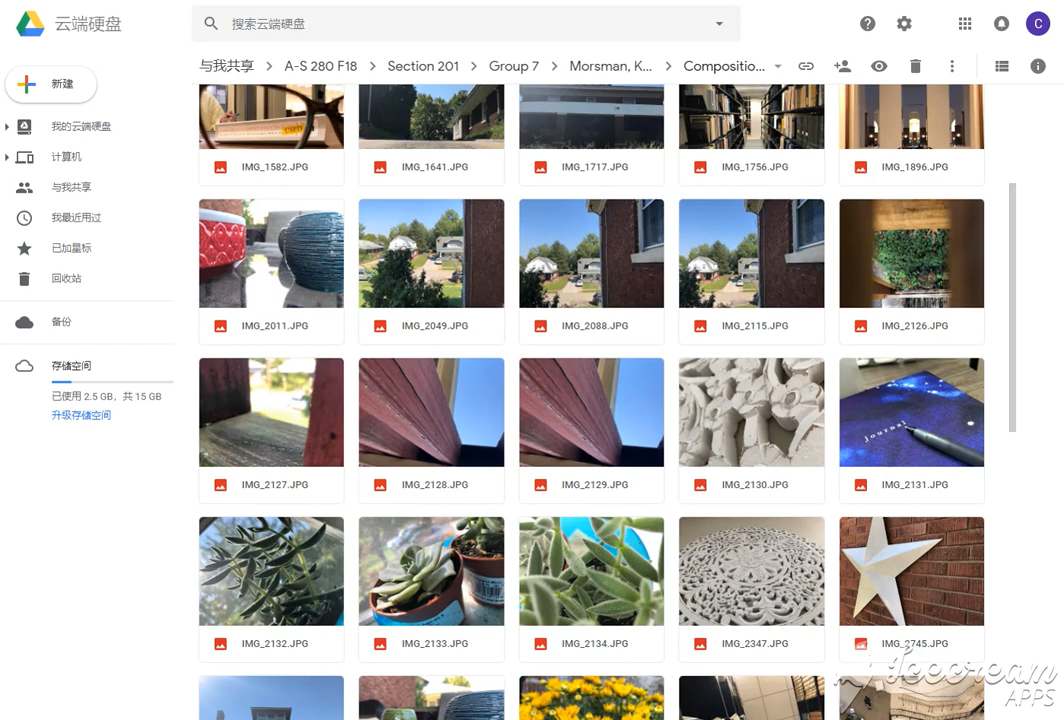 云端硬盘
搜索云端硬盘
C
新建
与我共享 > A-S 280 F18 > Section 201 > Group 7 > Morsman, K... > Compositio...
我的云端硬盘
计算机
与我共享
我最近用过
已加星标
回收站
备份
存储空间
已使用 2.5 GB，共 15 GB
升级存储空间
USED
IMG_1582.JPG
IMG_1641.JPG
IMG_1717.JPG
IMG_1756.JPG
IMG_1896.JPG
IMG_2011.JPG
IMG_2049.JPG
IMG_2088.JPG
IMG_2115.JPG
IMG_2126.JPG
journal
IMG_2127.JPG
IMG_2128.JPG
IMG_2129.JPG
IMG_2130.JPG
IMG_2131.JPG
IMG_2132.JPG
IMG_2133.JPG
IMG_2134.JPG
IMG_2347.JPG
IMG_2745.JPG
Icecream
APPS